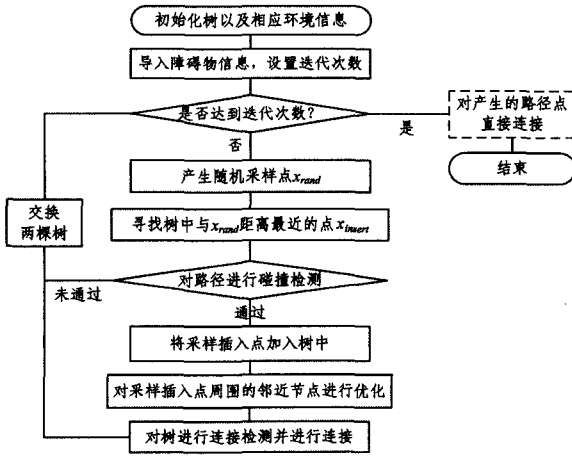 初始化树以及相应环境信息
导入障碍物信息，设置迭代次数
是否达到迭代次数?
是
对产生的路径点
直接连接
结束
否
产生随机采样点x_rand
交换
两棵树
寻找树中与x_rand距离最近的点x_insert
对路径进行碰撞检测
未通过
通过
将采样插入点加入树中
对采样插入点周围的邻近节点进行优化
对树进行连接检测并进行连接